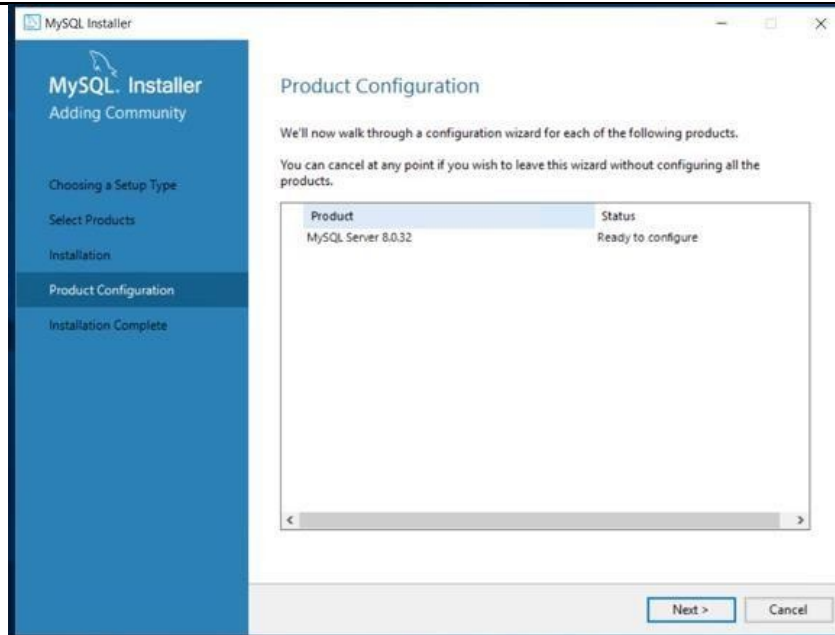 MySQL Installer
MySQL. Installer
Adding Community
Choosing a Setup Type
Select Products
Installation
Product Configuration
Installation Complete
Product Configuration
We'll now walk through a configuration wizard for each of the following products.
You can cancel at any point if you wish to leave this wizard without configuring all the
products.
Product Status
MySQL Server 8.0.32 Ready to configure
Next > Cancel